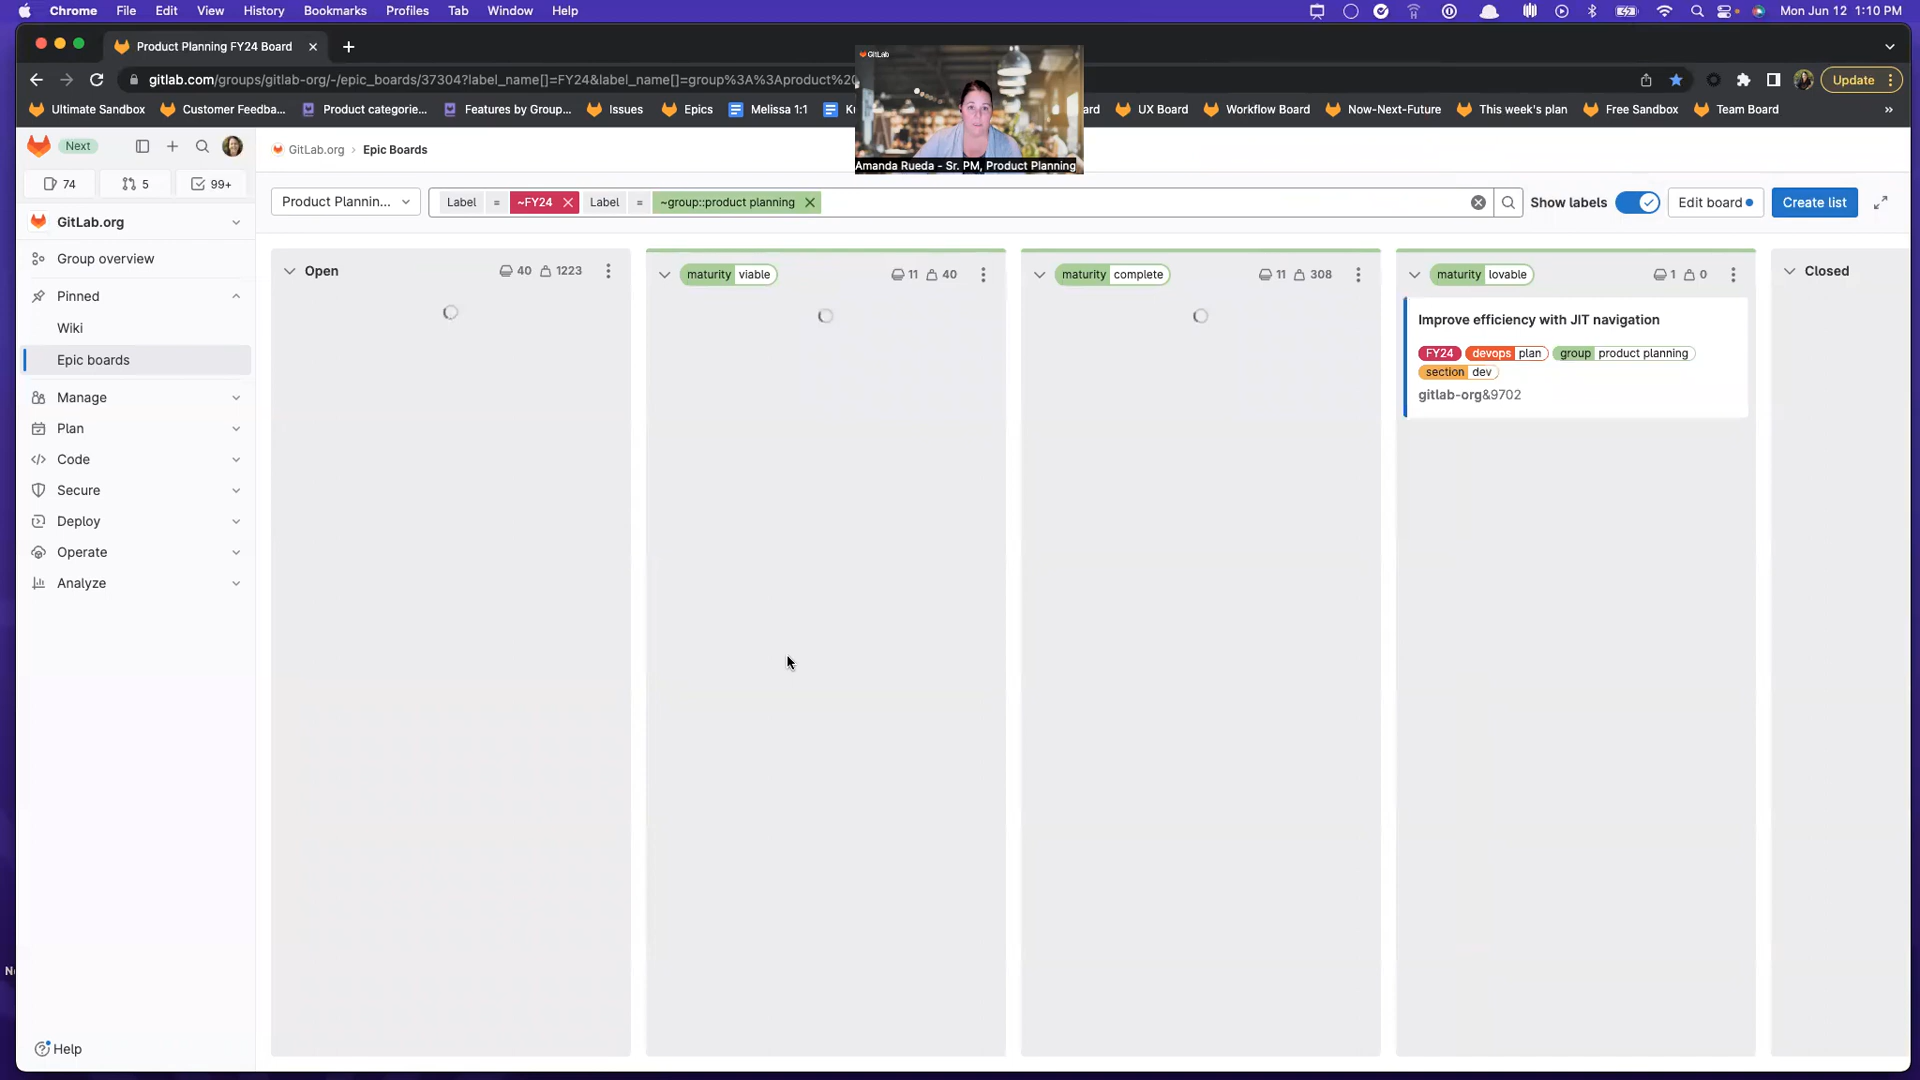 Chrome File Edit View History Bookmarks Profiles Tab Window Help Mon Jun 12 1:10 PM
Product Planning FY24 Board
gitlab.com/groups/gitlab-org/-/epic_boards/37304?label_name[]=FY24&label_name[]=group%3A%3Aproduct%20 Update
Ultimate Sandbox Customer Feedba... Product categorie... Features by Group... Issues Epics Melissa 1:1 UX Board Workflow Board Now-Next-Future This week's plan Free Sandbox Team Board »
GitLab
Amanda Rueda - Sr. PM, Product Planning
Next
GitLab.org › Epic Boards
74 5 99+
Product Plannin... Label = ~FY24 Label = ~group::product planning Show labels Edit board Create list
GitLab.org
Group overview
Pinned
Wiki
Epic boards
Manage
Plan
Code
Secure
Deploy
Operate
Analyze
Help
Open 40 1223
maturity viable 11 40
maturity complete 11 308
maturity lovable 1 0
Improve efficiency with JIT navigation
FY24 devops plan group product planning
section dev
gitlab-org&9702
Closed